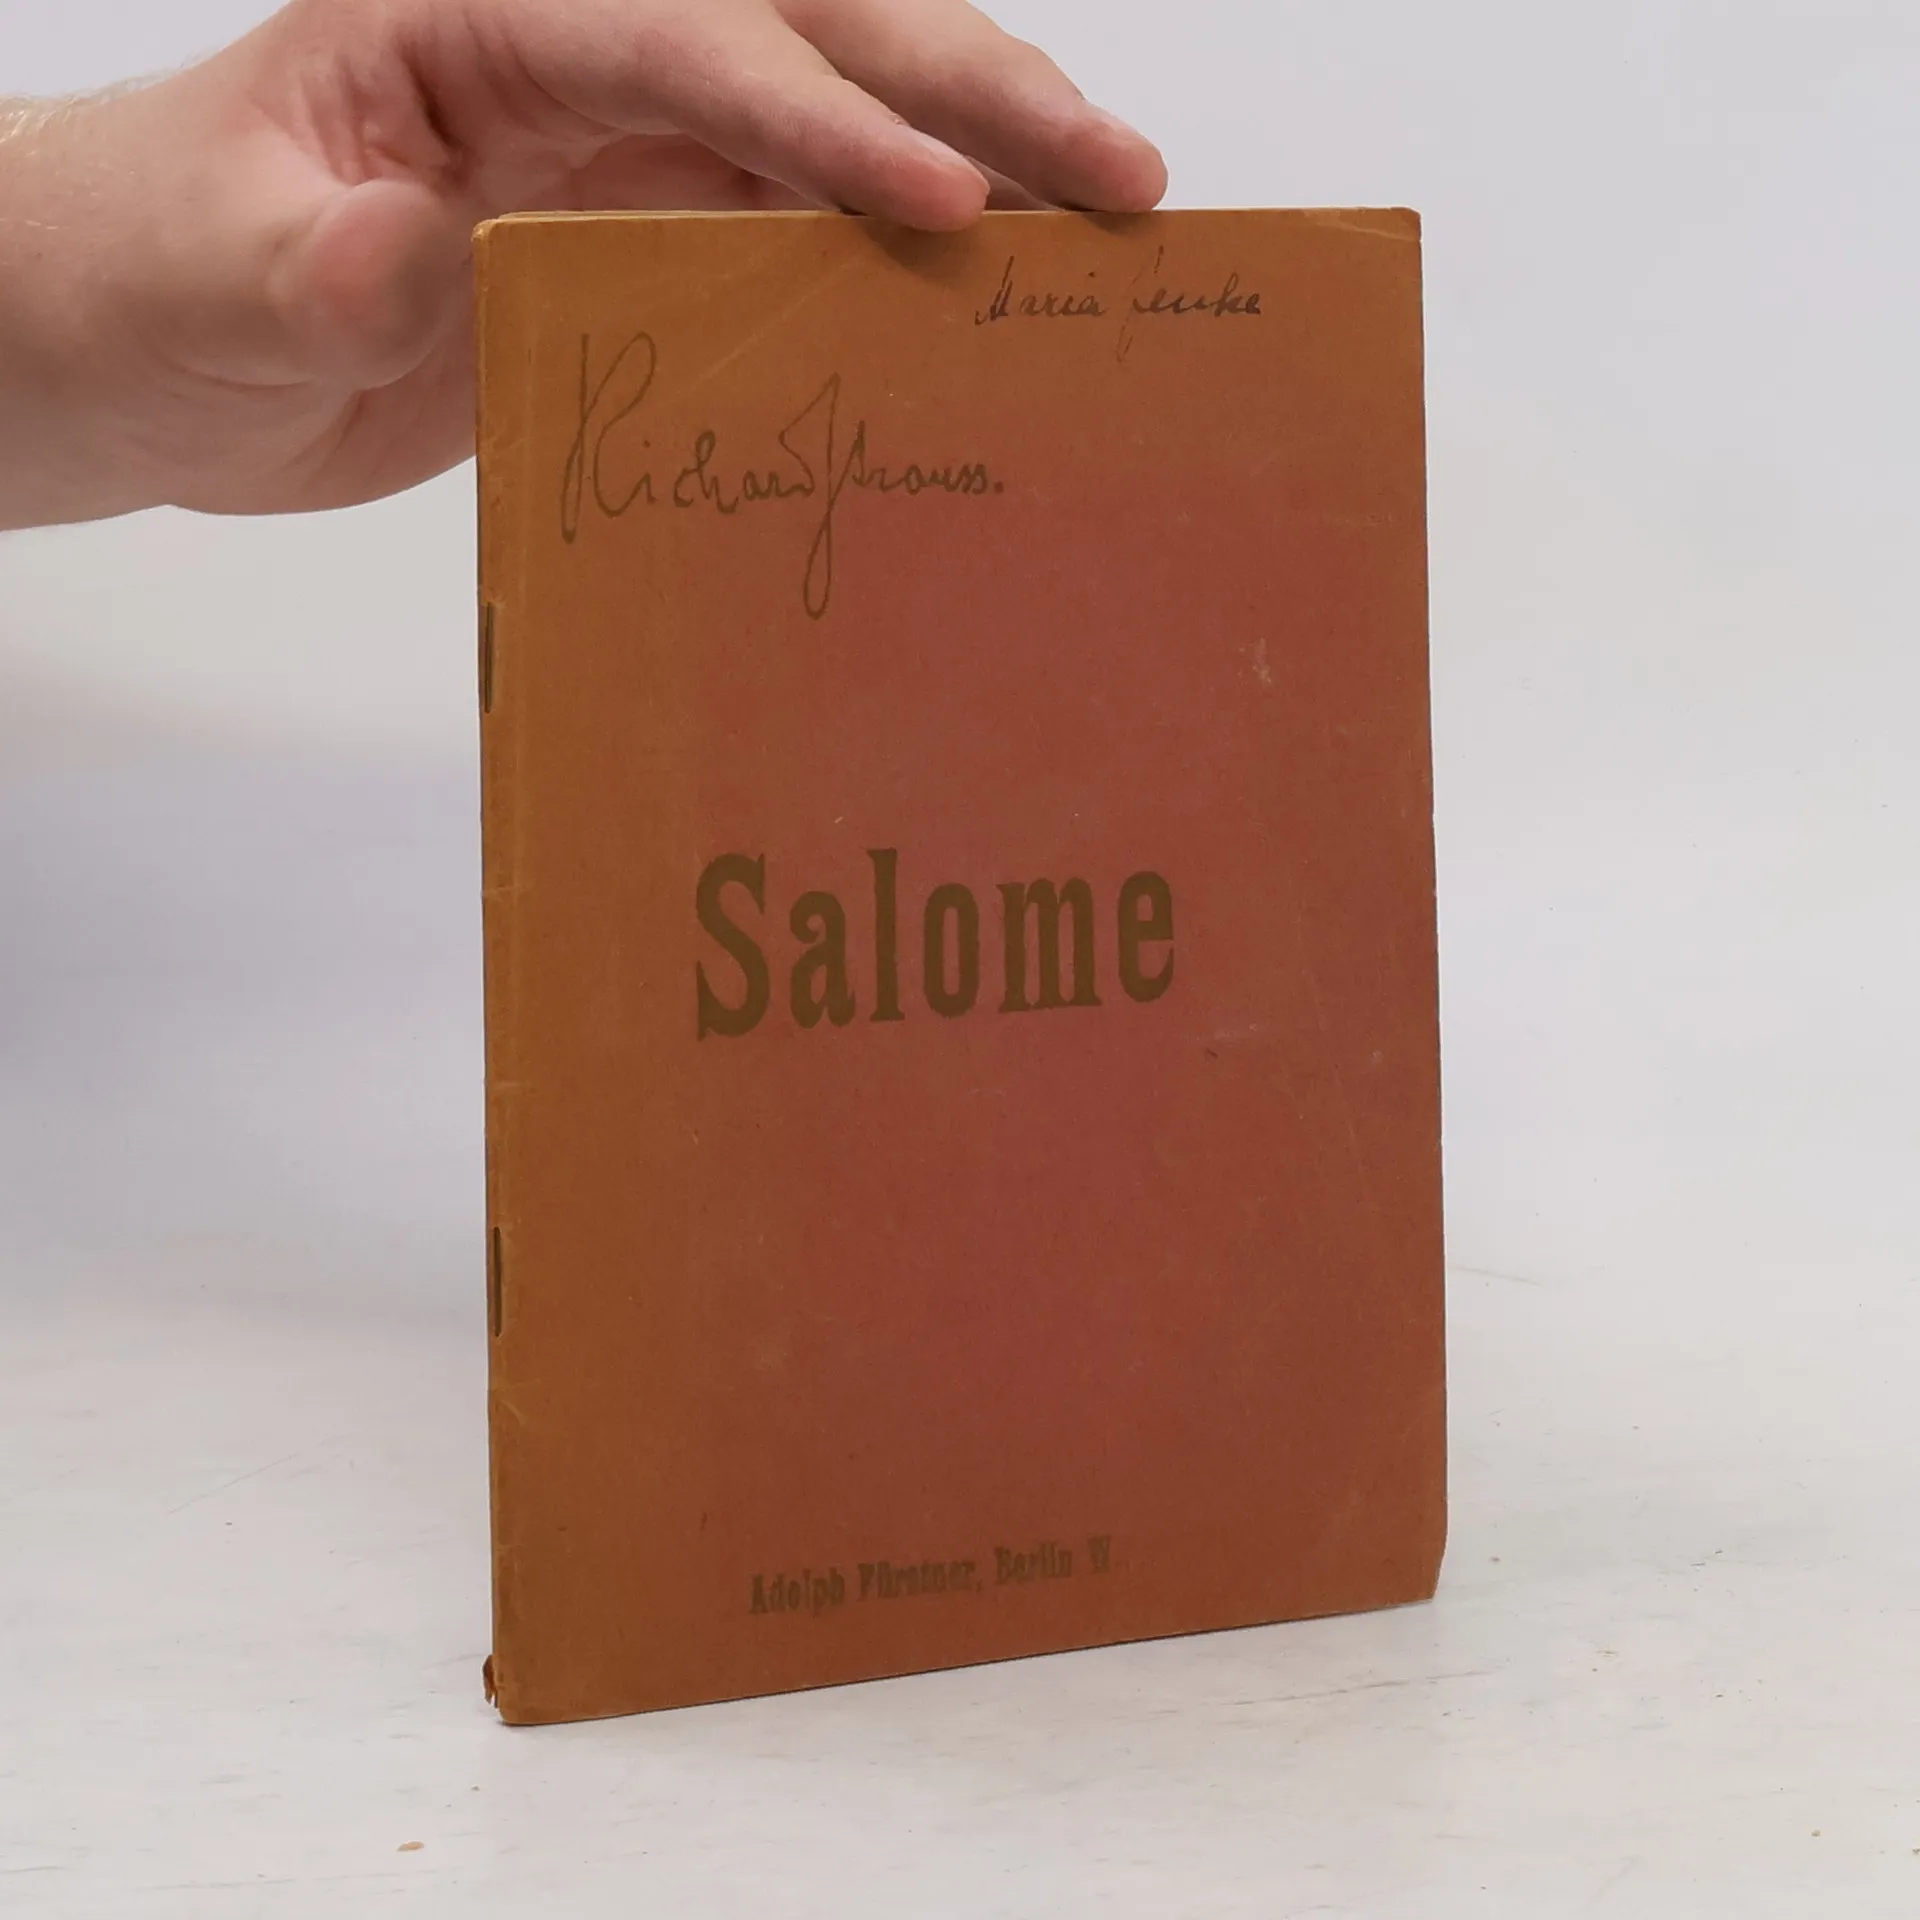 Maria Jenke
Richard Strauss.
Salome
Adolph Fürstner, Berlin W